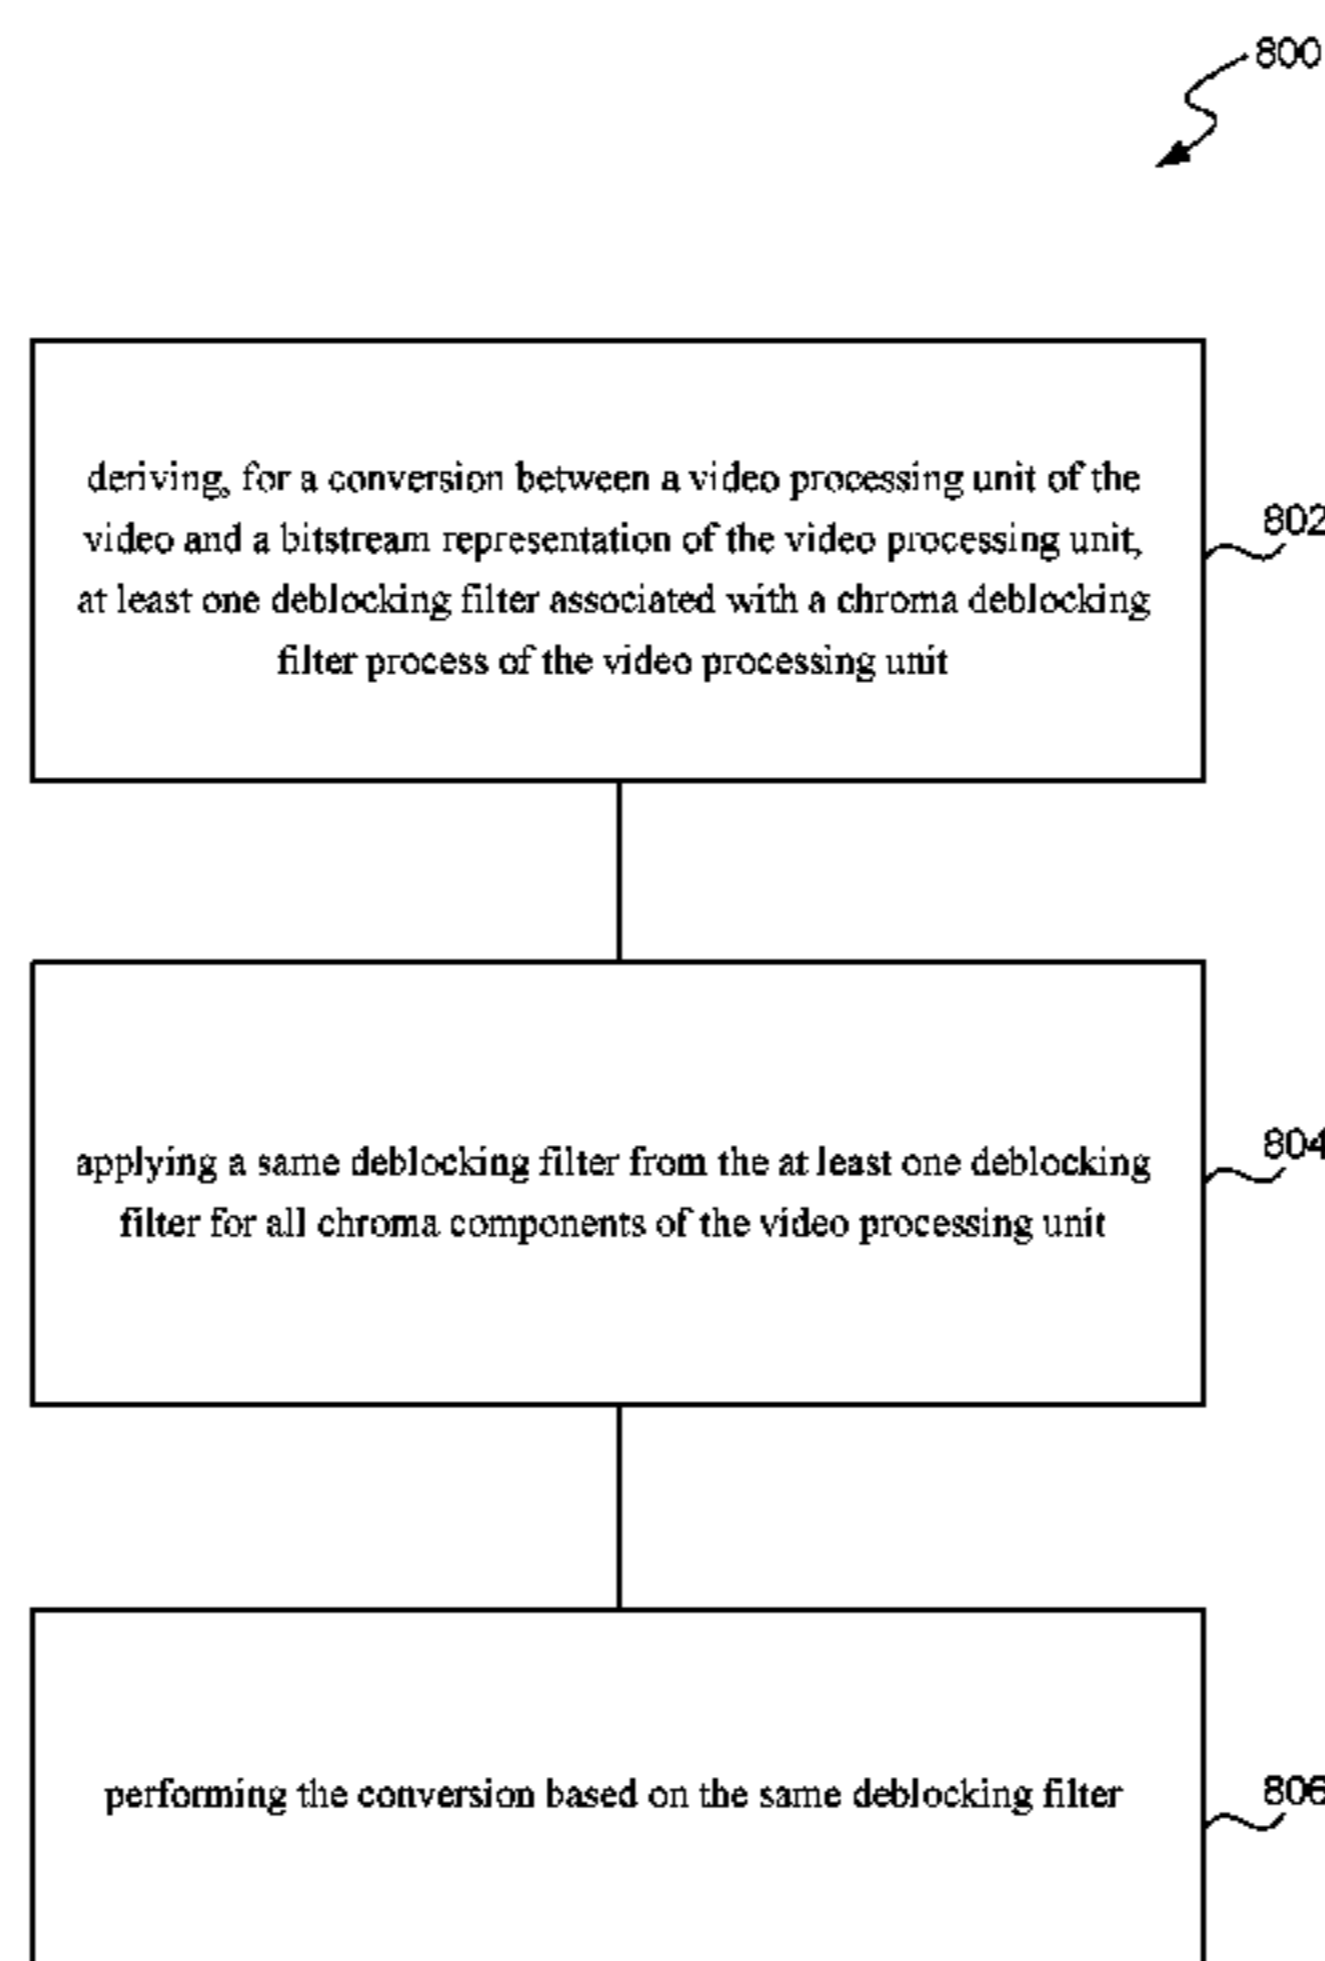 800
deriving, for a conversion between a video processing unit of the
video and a bitstream representation of the video processing unit,
at least one deblocking filter associated with a chroma deblocking
filter process of the video processing unit
802
applying a same deblocking filter from the at least one deblocking
filter for all chroma components of the video processing unit
804
performing the conversion based on the same deblocking filter
806